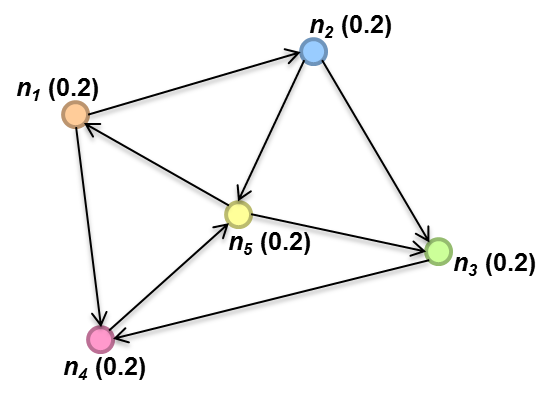 n₂ (0.2)
n₁ (0.2)
n₅ (0.2)
n₃ (0.2)
n₄ (0.2)